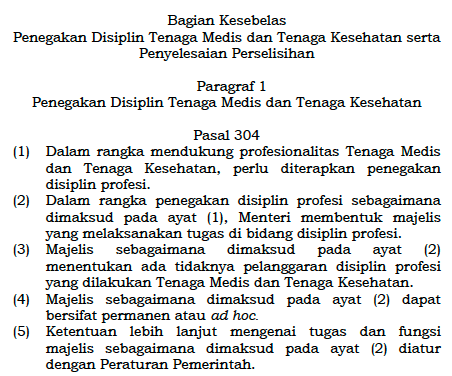 Bagian Kesebelas
Penegakan Disiplin Tenaga Medis dan Tenaga Kesehatan serta
Penyelesaian Perselisihan
Paragraf 1
Penegakan Disiplin Tenaga Medis dan Tenaga Kesehatan
Pasal 304
(1) Dalam rangka mendukung profesionalitas Tenaga Medis
dan Tenaga Kesehatan, perlu diterapkan penegakan
disiplin profesi.
(2) Dalam rangka penegakan disiplin profesi sebagaimana
dimaksud pada ayat (1), Menteri membentuk majelis
yang melaksanakan tugas di bidang disiplin profesi.
(3) Majelis sebagaimana dimaksud pada ayat (2)
menentukan ada tidaknya pelanggaran disiplin profesi
yang dilakukan Tenaga Medis dan Tenaga Kesehatan.
(4) Majelis sebagaimana dimaksud pada ayat (2) dapat
bersifat permanen atau ad hoc.
(5) Ketentuan lebih lanjut mengenai tugas dan fungsi
majelis sebagaimana dimaksud pada ayat (2) diatur
dengan Peraturan Pemerintah.